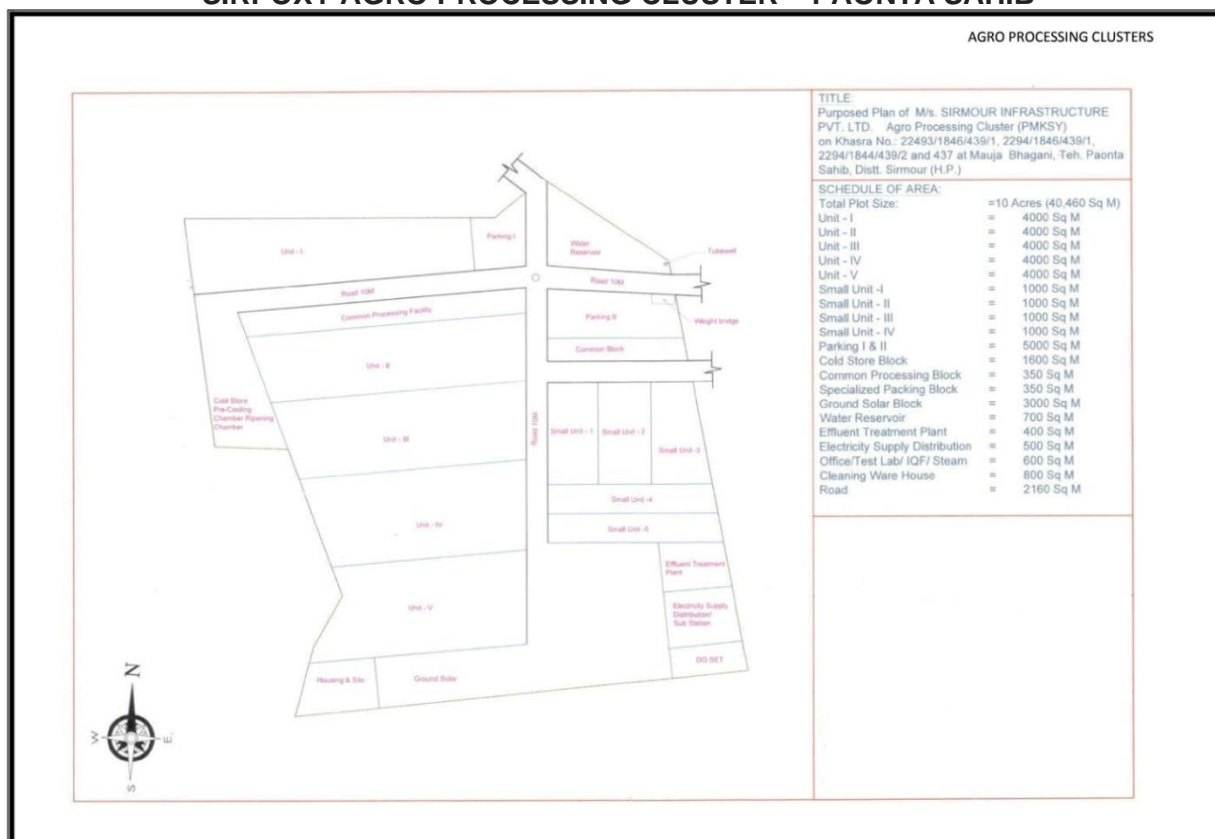 AGRO PROCESSING CLUSTERS
TITLE:
Purposed Plan of M/s. SIRMOUR INFRASTRUCTURE
PVT. LTD. Agro Processing Cluster (PMKSY)
on Khasra No.: 22493/1846/439/1, 2294/1846/439/1,
2294/1844/439/2 and 437 at Mauja Bhagani, Teh. Paonta
Sahib, Distt. Sirmour (H.P.)
SCHEDULE OF AREA:
Total Plot Size: =10 Acres (40,460 Sq M)
Unit - I = 4000 Sq M
Unit - II = 4000 Sq M
Unit - III = 4000 Sq M
Unit - IV = 4000 Sq M
Unit - V = 4000 Sq M
Small Unit -I = 1000 Sq M
Small Unit - II = 1000 Sq M
Small Unit - III = 1000 Sq M
Small Unit - IV = 1000 Sq M
Parking I & II = 5000 Sq M
Cold Store Block = 1600 Sq M
Common Processing Block = 350 Sq M
Specialized Packing Block = 350 Sq M
Ground Solar Block = 3000 Sq M
Water Reservoir = 700 Sq M
Effluent Treatment Plant = 400 Sq M
Electricity Supply Distribution = 500 Sq M
Office/Test Lab/ IQF/ Steam = 600 Sq M
Cleaning Ware House = 800 Sq M
Road = 2160 Sq M
Unit - I
Parking I
Water
Reservoir
Tubewell
Road 10M
Road 10M
Common Processing Facility
Parking II
Weight bridge
Common Block
Unit - II
Cold Store
Pre-Cooling
Chamber Ripening
Chamber
Unit - III
Road 10M
Small Unit - 1
Small Unit - 2
Small Unit -3
Small Unit -4
Small Unit -5
Unit - IV
Effluent Treatment
Plant
Unit - V
Electricity Supply
Distribution/
Sub Station
DG SET
Housing & Silo
Ground Solar
N
W
E.
S